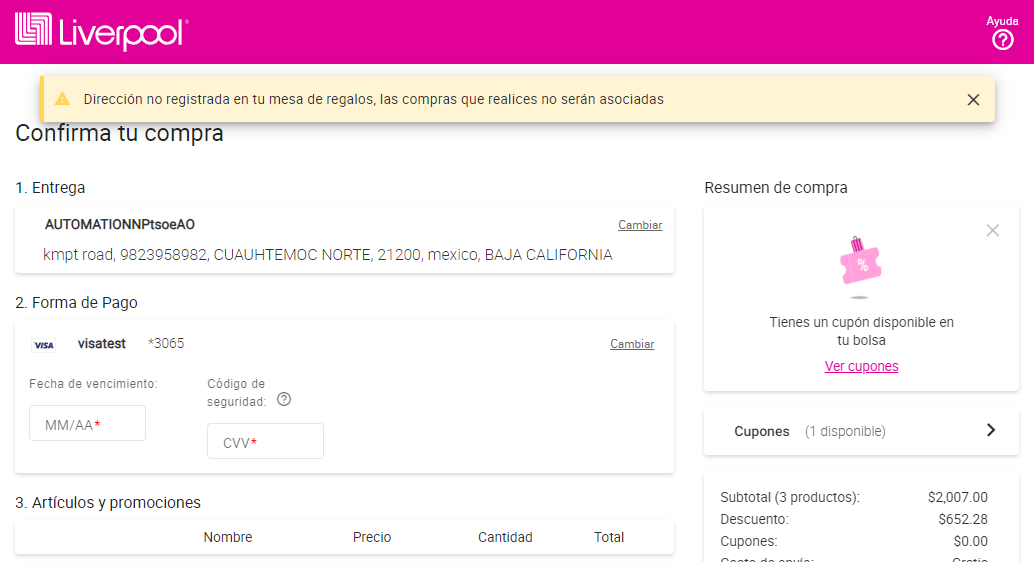 Liverpool
Ayuda
Dirección no registrada en tu mesa de regalos, las compras que realices no serán asociadas
Confirma tu compra
1. Entrega
AUTOMATIONNPtsoeAO
Cambiar
kmpt road, 9823958982, CUAUHTEMOC NORTE, 21200, mexico, BAJA CALIFORNIA
2. Forma de Pago
VISA visatest *3065
Cambiar
Fecha de vencimiento:
MM/AA*
Código de
seguridad:
CVV*
3. Artículos y promociones
Nombre Precio Cantidad Total
Resumen de compra
%
Tienes un cupón disponible en
tu bolsa
Ver cupones
Cupones (1 disponible)
Subtotal (3 productos): $2,007.00
Descuento: $652.28
Cupones: $0.00
Costo de envío: Gratis